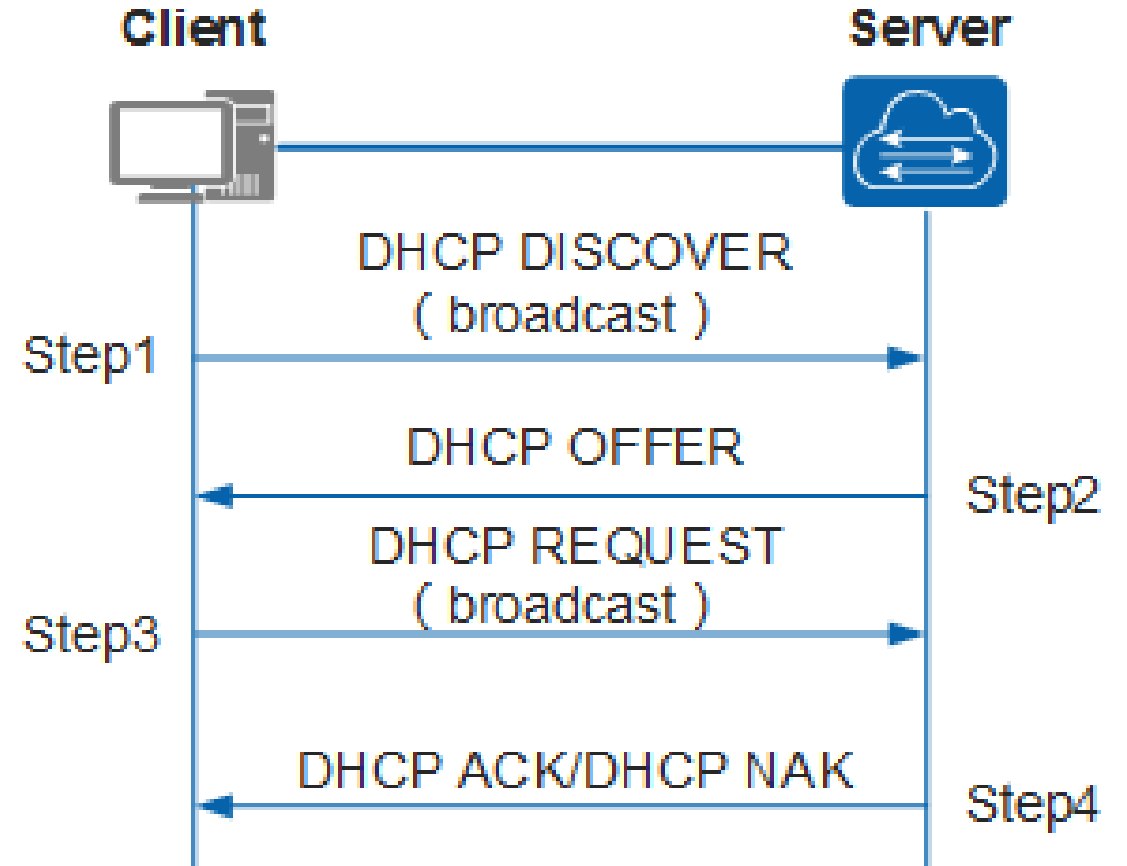 Client
Server
DHCP DISCOVER
( broadcast )
Step1
DHCP OFFER
Step2
DHCP REQUEST
( broadcast )
Step3
DHCP ACK/DHCP NAK
Step4